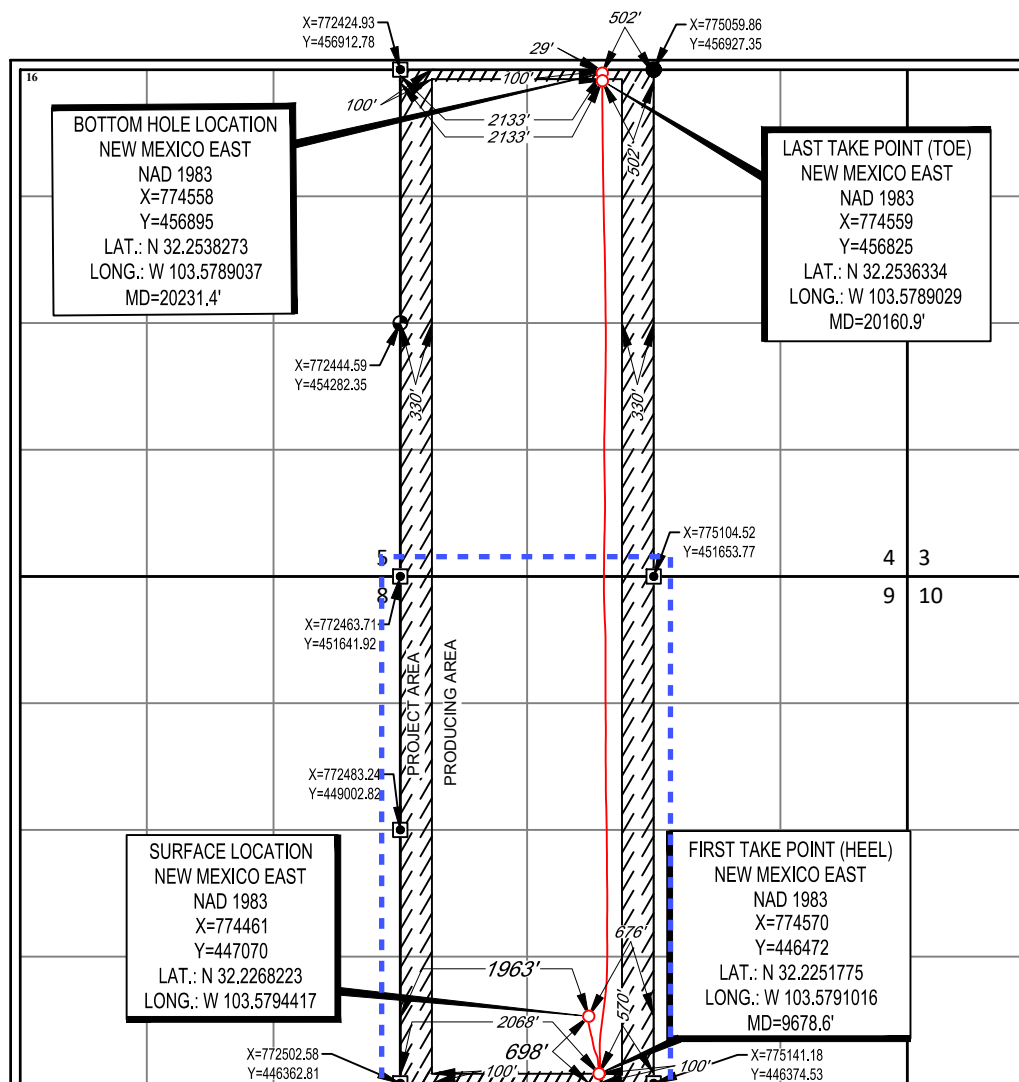 X=772424.93
Y=456912.78
502'
X=775059.86
Y=456927.35
29'
16
100'
100'
2133'
2133'
502'
BOTTOM HOLE LOCATION
NEW MEXICO EAST
NAD 1983
X=774558
Y=456895
LAT.: N 32.2538273
LONG.: W 103.5789037
MD=20231.4'
LAST TAKE POINT (TOE)
NEW MEXICO EAST
NAD 1983
X=774559
Y=456825
LAT.: N 32.2536334
LONG.: W 103.5789029
MD=20160.9'
X=772444.59
Y=454282.35
330'
330'
X=775104.52
Y=451653.77
5
4 3
8
9 10
X=772463.71
Y=451641.92
PROJECT AREA
PRODUCING AREA
X=772483.24
Y=449002.82
SURFACE LOCATION
NEW MEXICO EAST
NAD 1983
X=774461
Y=447070
LAT.: N 32.2268223
LONG.: W 103.5794417
FIRST TAKE POINT (HEEL)
NEW MEXICO EAST
NAD 1983
X=774570
Y=446472
LAT.: N 32.2251775
LONG.: W 103.5791016
MD=9678.6'
676'
1963'
570'
2068'
698'
100'
100'
X=772502.58
Y=446362.81
X=775141.18
Y=446374.53